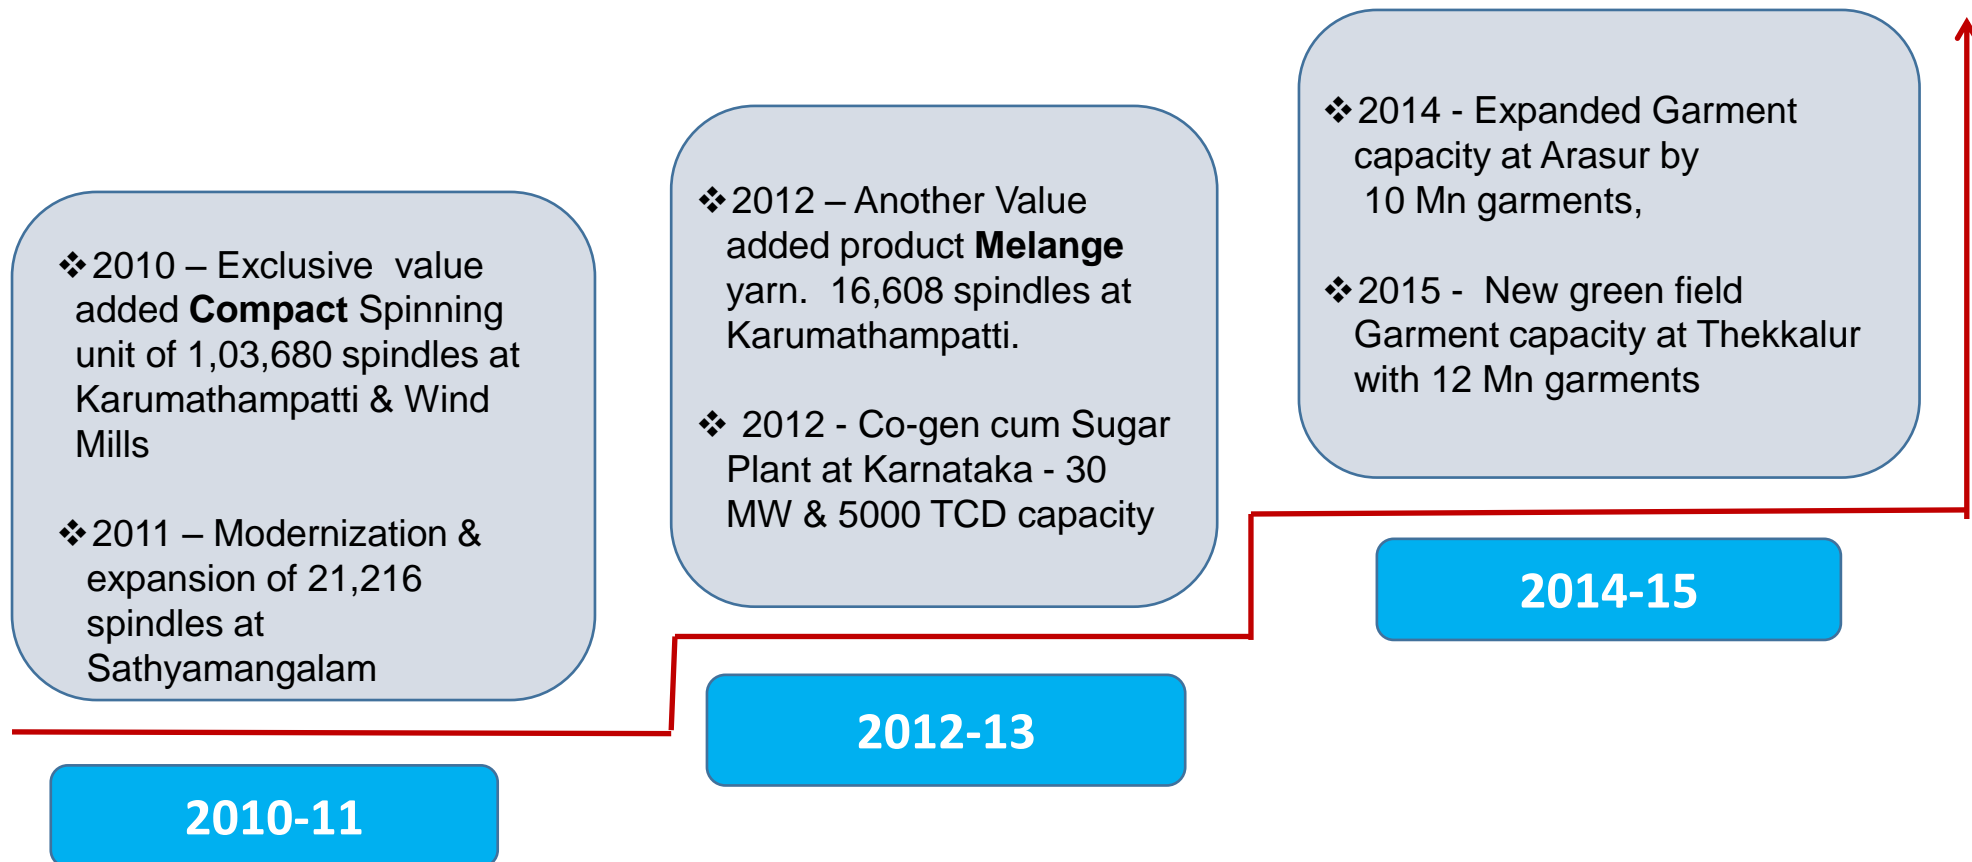 ❖2010 – Exclusive value
added Compact Spinning
unit of 1,03,680 spindles at
Karumathampatti & Wind
Mills
❖2011 – Modernization &
expansion of 21,216
spindles at
Sathyamangalam
2010-11
❖2012 – Another Value
added product Melange
yarn. 16,608 spindles at
Karumathampatti.
❖ 2012 - Co-gen cum Sugar
Plant at Karnataka - 30
MW & 5000 TCD capacity
2012-13
❖2014 - Expanded Garment
capacity at Arasur by
10 Mn garments,
❖2015 - New green field
Garment capacity at Thekkalur
with 12 Mn garments
2014-15